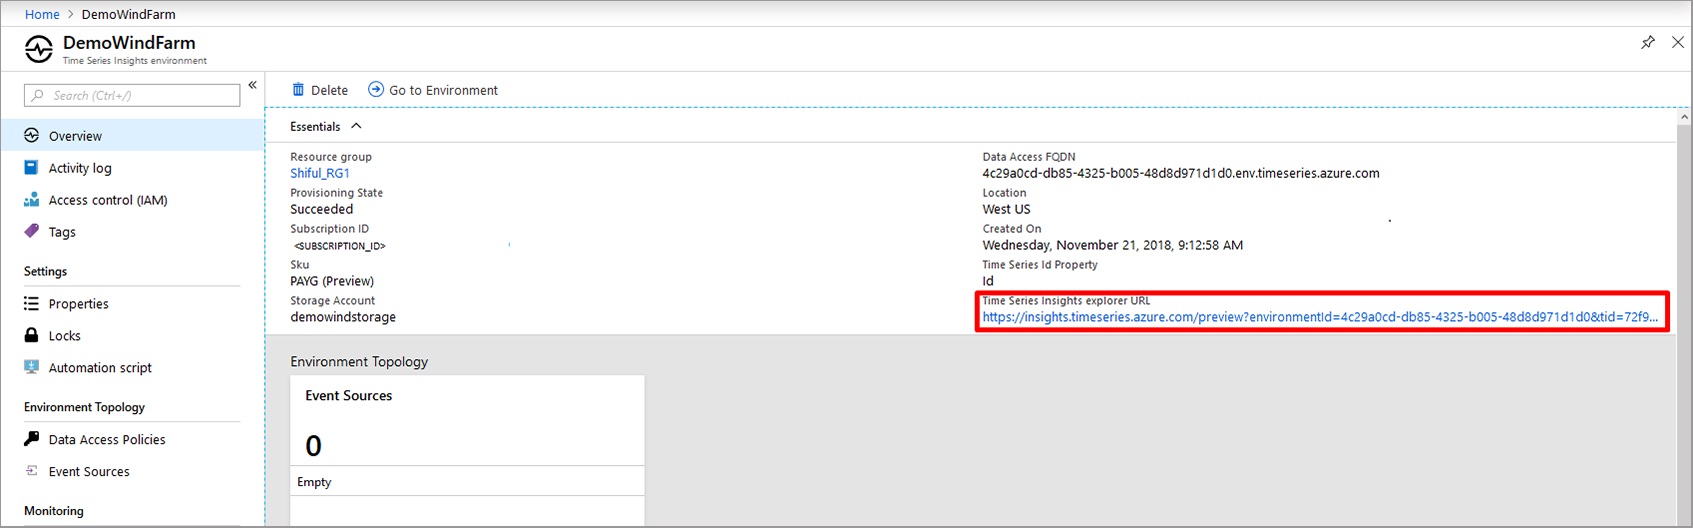 Home > DemoWindFarm
DemoWindFarm
Time Series Insights environment
Search (Ctrl+/)
«
Overview
Activity log
Access control (IAM)
Tags
Settings
Properties
Locks
Automation script
Environment Topology
Data Access Policies
Event Sources
Monitoring
Delete
Go to Environment
Essentials
Resource group
Shiful_RG1
Provisioning State
Succeeded
Subscription ID
<SUBSCRIPTION_ID>
Sku
PAYG (Preview)
Storage Account
demowindstorage
Data Access FQDN
4c29a0cd-db85-4325-b005-48d8d971d1d0.env.timeseries.azure.com
Location
West US
Created On
Wednesday, November 21, 2018, 9:12:58 AM
Time Series Id Property
Id
Time Series Insights explorer URL
https://insights.timeseries.azure.com/preview?environmentId=4c29a0cd-db85-4325-b005-48d8d971d1d0&tid=72f9...
Environment Topology
Event Sources
0
Empty